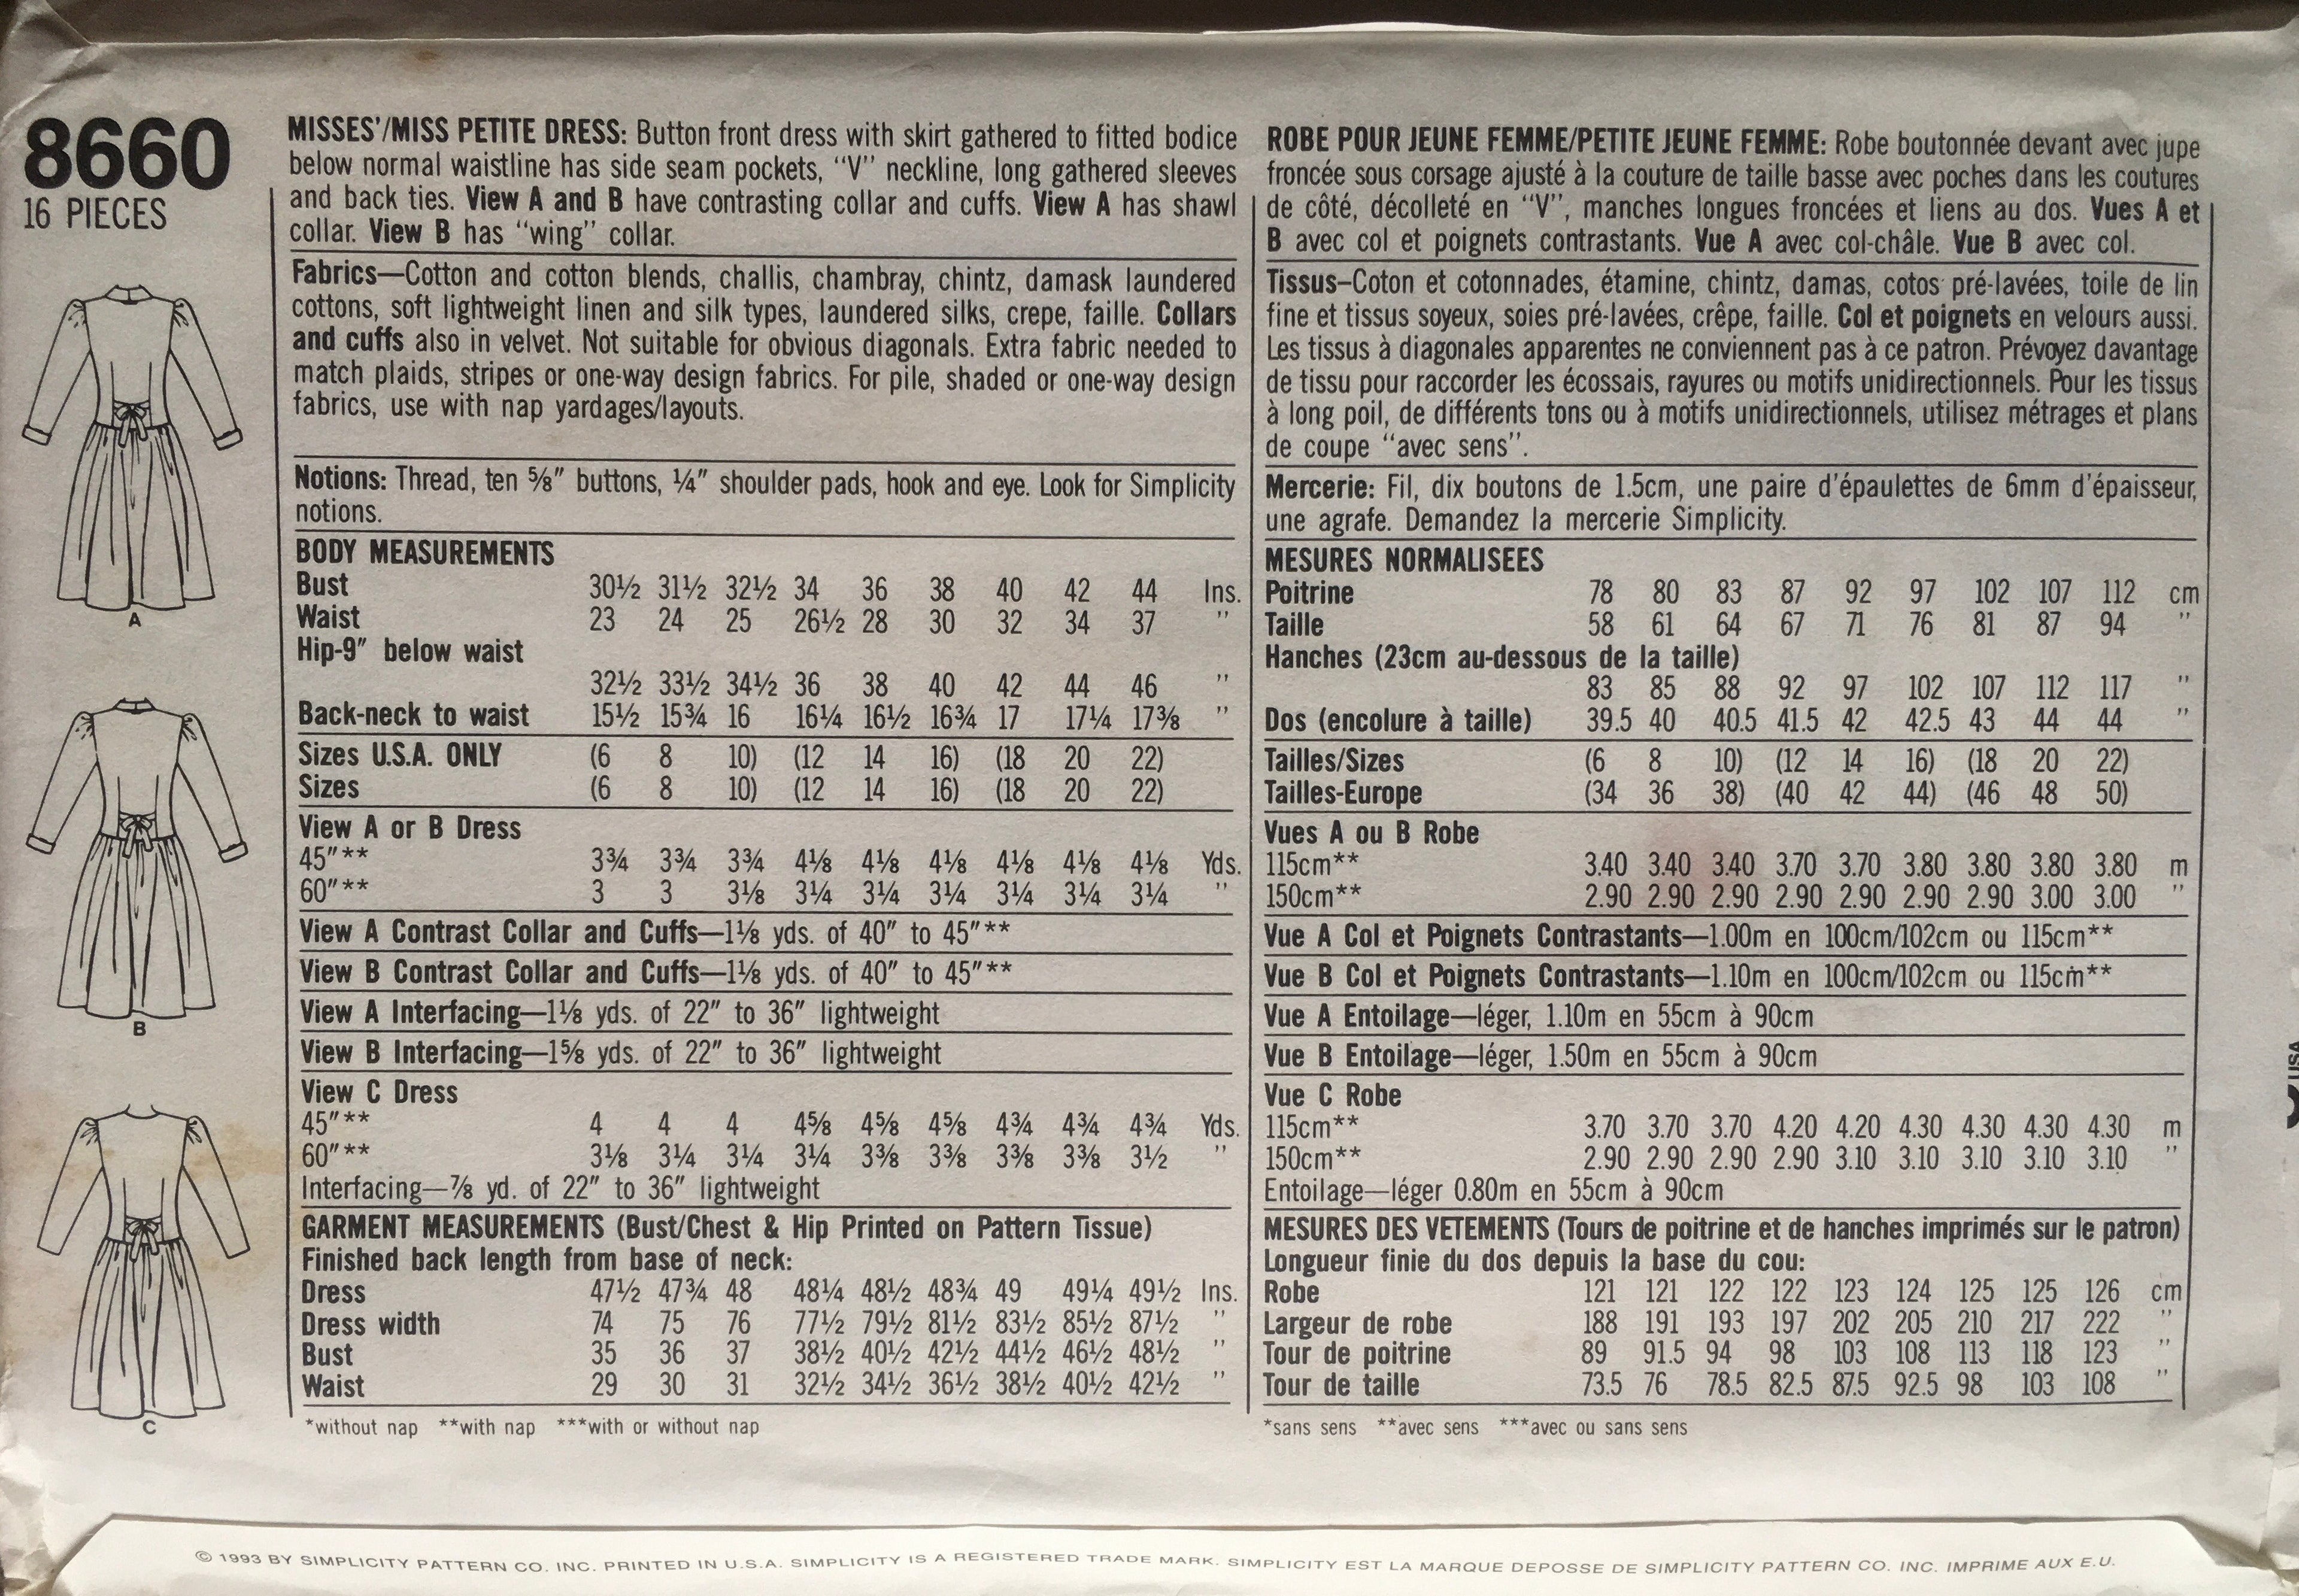 8660
16 PIECES
A
B
C
MISSES'/MISS PETITE DRESS: Button front dress with skirt gathered to fitted bodice
below normal waistline has side seam pockets, "V" neckline, long gathered sleeves
and back ties. View A and B have contrasting collar and cuffs. View A has shawl
collar. View B has "wing" collar.
Fabrics—Cotton and cotton blends, challis, chambray, chintz, damask laundered
cottons, soft lightweight linen and silk types, laundered silks, crepe, faille. Collars
and cuffs also in velvet. Not suitable for obvious diagonals. Extra fabric needed to
match plaids, stripes or one-way design fabrics. For pile, shaded or one-way design
fabrics, use with nap yardages/layouts.
Notions: Thread, ten ⅝" buttons, ¼" shoulder pads, hook and eye. Look for Simplicity
notions.
BODY MEASUREMENTS
Bust 30½ 31½ 32½ 34 36 38 40 42 44 Ins.
Waist 23 24 25 26½ 28 30 32 34 37 "
Hip-9" below waist
32½ 33½ 34½ 36 38 40 42 44 46 "
Back-neck to waist 15½ 15¾ 16 16¼ 16½ 16¾ 17 17¼ 17⅜ "
Sizes U.S.A. ONLY (6 8 10) (12 14 16) (18 20 22)
Sizes (6 8 10) (12 14 16) (18 20 22)
View A or B Dress
45"** 3¾ 3¾ 3¾ 4⅛ 4⅛ 4⅛ 4⅛ 4⅛ 4⅛ Yds.
60"** 3 3 3⅛ 3¼ 3¼ 3¼ 3¼ 3¼ 3¼ "
View A Contrast Collar and Cuffs—1⅛ yds. of 40" to 45"**
View B Contrast Collar and Cuffs—1⅛ yds. of 40" to 45"**
View A Interfacing—1⅛ yds. of 22" to 36" lightweight
View B Interfacing—1⅝ yds. of 22" to 36" lightweight
View C Dress
45"** 4 4 4 4⅝ 4⅝ 4⅝ 4¾ 4¾ 4¾ Yds.
60"** 3⅛ 3¼ 3¼ 3¼ 3⅜ 3⅜ 3⅜ 3⅜ 3½ "
Interfacing—⅞ yd. of 22" to 36" lightweight
GARMENT MEASUREMENTS (Bust/Chest & Hip Printed on Pattern Tissue)
Finished back length from base of neck:
Dress 47½ 47¾ 48 48¼ 48½ 48¾ 49 49¼ 49½ Ins.
Dress width 74 75 76 77½ 79½ 81½ 83½ 85½ 87½ "
Bust 35 36 37 38½ 40½ 42½ 44½ 46½ 48½ "
Waist 29 30 31 32½ 34½ 36½ 38½ 40½ 42½ "
*without nap **with nap ***with or without nap
ROBE POUR JEUNE FEMME/PETITE JEUNE FEMME: Robe boutonnée devant avec jupe
froncée sous corsage ajusté à la couture de taille basse avec poches dans les coutures
de côté, décolleté en "V", manches longues froncées et liens au dos. Vues A et
B avec col et poignets contrastants. Vue A avec col-châle. Vue B avec col.
Tissus—Coton et cotonnades, étamine, chintz, damas, cotos pré-lavées, toile de lin
fine et tissus soyeux, soies pré-lavées, crêpe, faille. Col et poignets en velours aussi.
Les tissus à diagonales apparentes ne conviennent pas à ce patron. Prévoyez davantage
de tissu pour raccorder les écossais, rayures ou motifs unidirectionnels. Pour les tissus
à long poil, de différents tons ou à motifs unidirectionnels, utilisez métrages et plans
de coupe "avec sens".
Mercerie: Fil, dix boutons de 1.5cm, une paire d'épaulettes de 6mm d'épaisseur,
une agrafe. Demandez la mercerie Simplicity.
MESURES NORMALISEES
Poitrine 78 80 83 87 92 97 102 107 112 cm
Taille 58 61 64 67 71 76 81 87 94 "
Hanches (23cm au-dessous de la taille)
83 85 88 92 97 102 107 112 117 "
Dos (encolure à taille) 39.5 40 40.5 41.5 42 42.5 43 44 44 "
Tailles/Sizes (6 8 10) (12 14 16) (18 20 22)
Tailles-Europe (34 36 38) (40 42 44) (46 48 50)
Vues A ou B Robe
115cm** 3.40 3.40 3.40 3.70 3.70 3.80 3.80 3.80 3.80 m
150cm** 2.90 2.90 2.90 2.90 2.90 2.90 2.90 3.00 3.00 "
Vue A Col et Poignets Contrastants—1.00m en 100cm/102cm ou 115cm**
Vue B Col et Poignets Contrastants—1.10m en 100cm/102cm ou 115cm**
Vue A Entoilage—léger, 1.10m en 55cm à 90cm
Vue B Entoilage—léger, 1.50m en 55cm à 90cm
Vue C Robe
115cm** 3.70 3.70 3.70 4.20 4.20 4.30 4.30 4.30 4.30 m
150cm** 2.90 2.90 2.90 2.90 3.10 3.10 3.10 3.10 3.10 "
Entoilage—léger 0.80m en 55cm à 90cm
MESURES DES VETEMENTS (Tours de poitrine et de hanches imprimés sur le patron)
Longueur finie du dos depuis la base du cou:
Robe 121 121 122 122 123 124 125 125 126 cm
Largeur de robe 188 191 193 197 202 205 210 217 222 "
Tour de poitrine 89 91.5 94 98 103 108 113 118 123 "
Tour de taille 73.5 76 78.5 82.5 87.5 92.5 98 103 108 "
*sans sens **avec sens ***avec ou sans sens
USA
© 1993 BY SIMPLICITY PATTERN CO. INC. PRINTED IN U.S.A. SIMPLICITY IS A REGISTERED TRADE MARK. SIMPLICITY EST LA MARQUE DEPOSSE DE SIMPLICITY PATTERN CO. INC. IMPRIME AUX E.U.